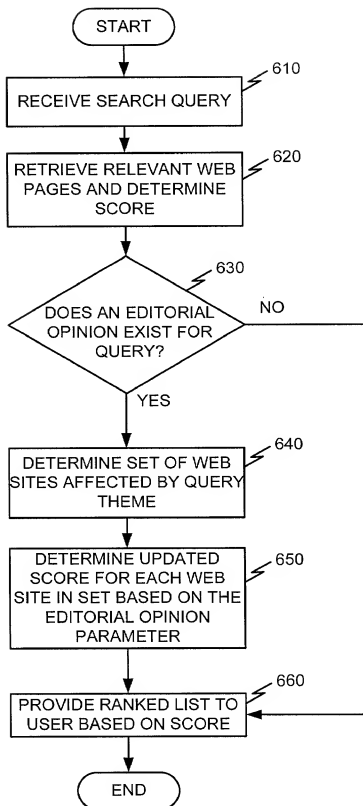 START
610
RECEIVE SEARCH QUERY
620
RETRIEVE RELEVANT WEB
PAGES AND DETERMINE
SCORE
630
DOES AN EDITORIAL
OPINION EXIST FOR
QUERY?
NO
YES
640
DETERMINE SET OF WEB
SITES AFFECTED BY QUERY
THEME
650
DETERMINE UPDATED
SCORE FOR EACH WEB
SITE IN SET BASED ON THE
EDITORIAL OPINION
PARAMETER
660
PROVIDE RANKED LIST TO
USER BASED ON SCORE
END